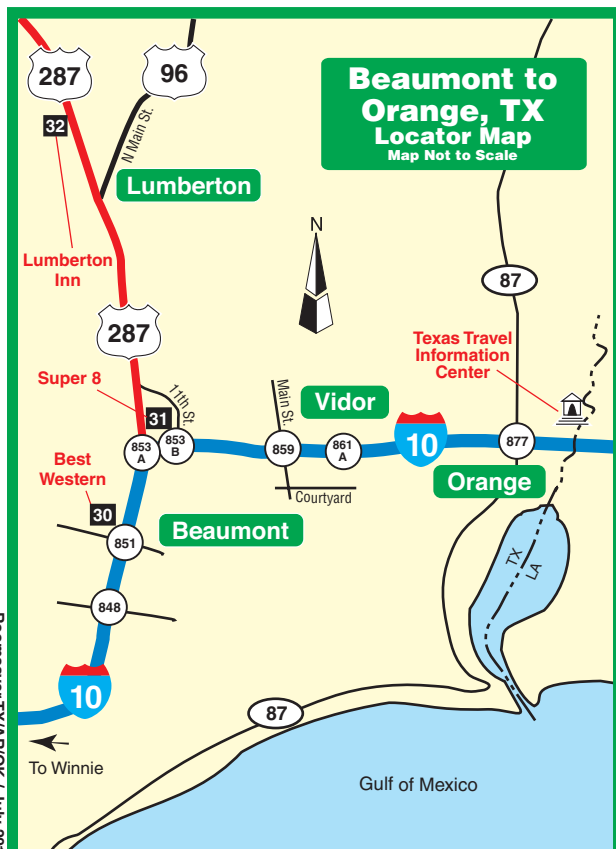 Beaumont to
Orange, TX
Locator Map
Map Not to Scale
287
96
32
N Main St.
Lumberton
Lumberton
Inn
N
87
287
Texas Travel
Information
Center
Super 8
11th St.
31
Main St.
Vidor
853
A
853
B
859
861
A
10
877
Best
Western
30
Courtyard
Orange
Beaumont
851
TX
LA
848
10
87
To Winnie
Gulf of Mexico